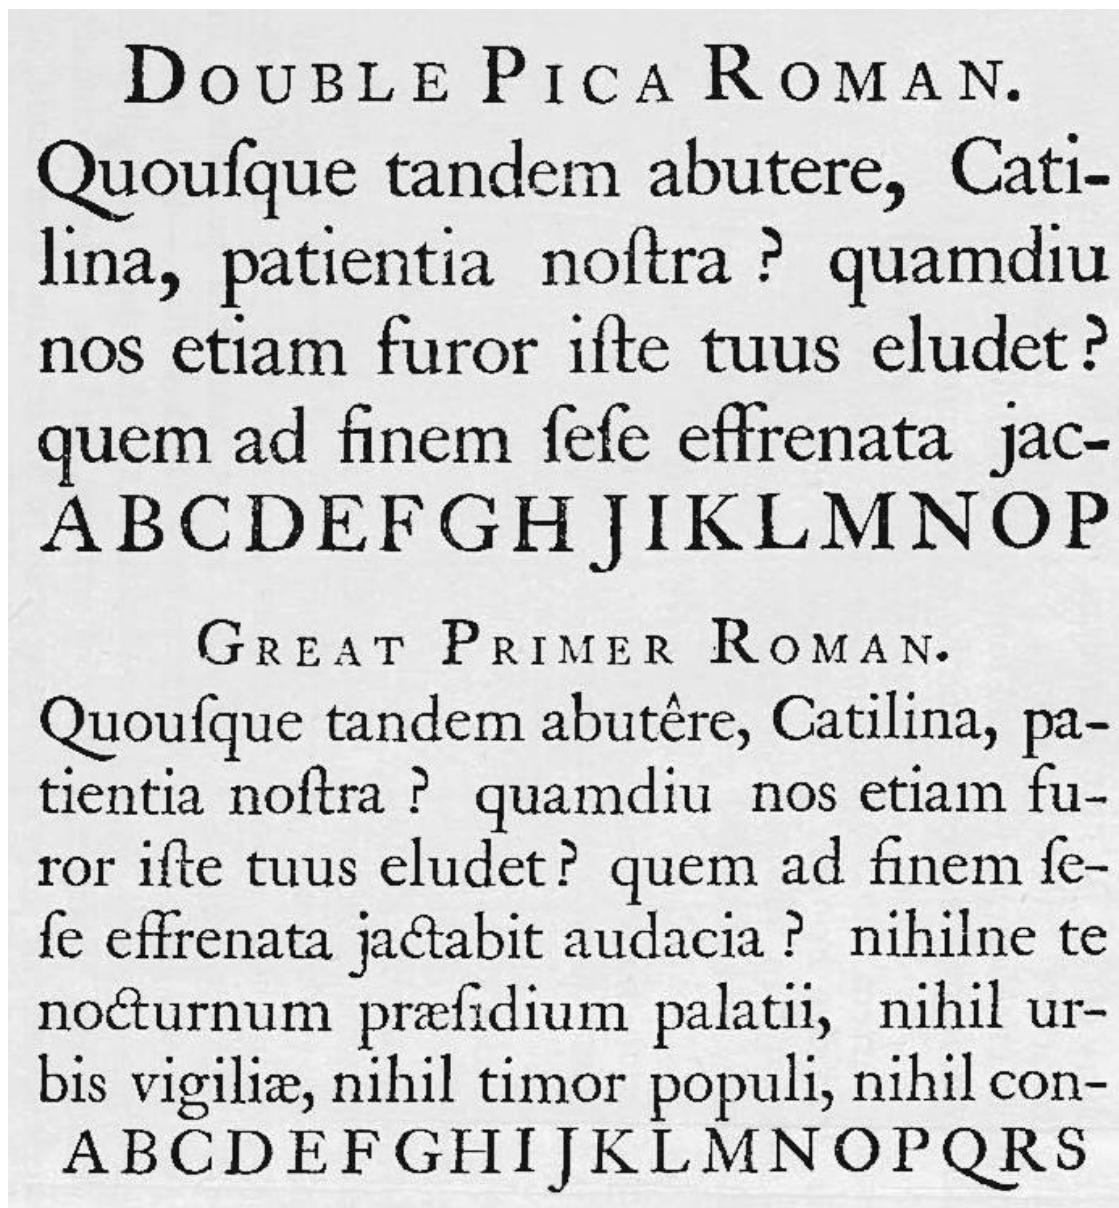 DOUBLE PICA ROMAN.
Quouſque tandem abutere, Cati-
lina, patientia noſtra ? quamdiu
nos etiam furor iſte tuus eludet?
quem ad finem ſeſe effrenata jac-
ABCDEFGHJIKLMNOP
GREAT PRIMER ROMAN.
Quouſque tandem abutêre, Catilina, pa-
tientia noſtra ? quamdiu nos etiam fu-
ror iſte tuus eludet? quem ad finem ſe-
ſe effrenata jactabit audacia ? nihilne te
nocturnum præſidium palatii, nihil ur-
bis vigiliæ, nihil timor populi, nihil con-
ABCDEFGHIJKLMNOPQRS